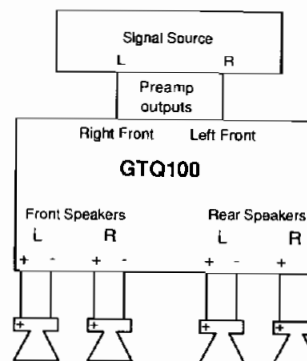 Signal Source
L R
Preamp
outputs
Right Front Left Front
GTQ100
Front Speakers Rear Speakers
L R L R
+ - + - + - +
+ + + +